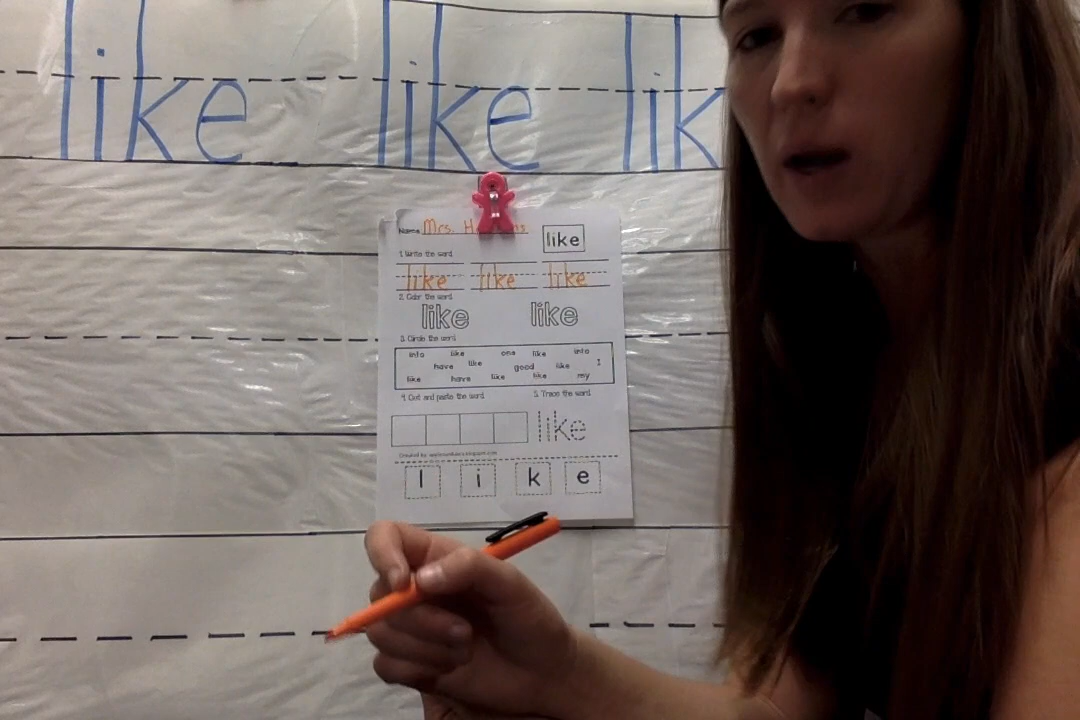 like like lik
Name Mrs. H
like
1. Write the word
like like like
2. Color the word
like like
3. Circle the word
into like one like into
have like good like I
like have like like my
4. Cut and paste the word 5. Trace the word
like
l i k e